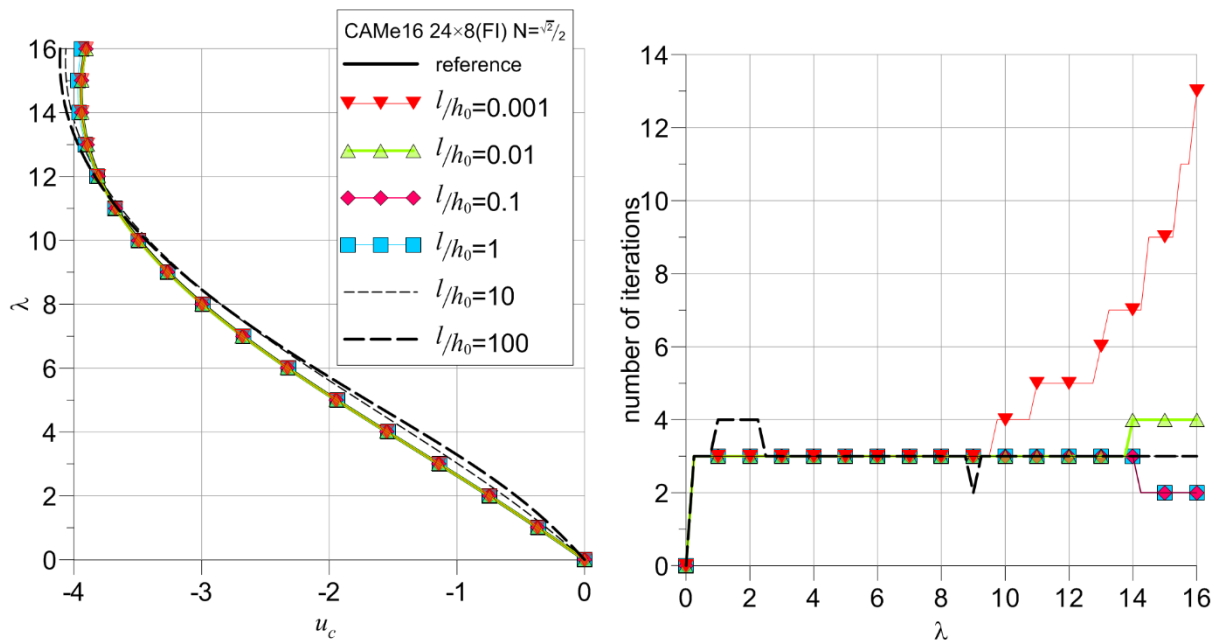 CAMe16 24×8(FI) N=√2/2
reference
l/h₀=0.001
l/h₀=0.01
l/h₀=0.1
l/h₀=1
l/h₀=10
l/h₀=100
16
14
12
10
8
6
4
2
0
λ
-4 -3 -2 -1 0
u_c
14
12
10
8
6
4
2
0
number of iterations
0 2 4 6 8 10 12 14 16
λ